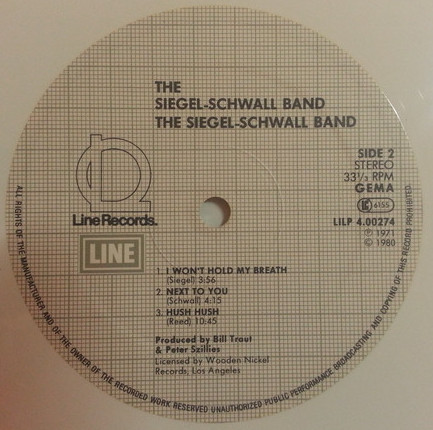 THE
SIEGEL-SCHWALL BAND
THE SIEGEL-SCHWALL BAND
SIDE 2
STEREO
33⅓ RPM
GEMA
LC 6155
LILP 4.00274
Ⓟ 1971
© 1980
Line Records.
LINE
1. I WON'T HOLD MY BREATH
(Siegel) 3:56
2. NEXT TO YOU
(Schwall) 4:15
3. HUSH HUSH
(Reed) 10:45
Produced by Bill Traut
& Peter Szillies
Licensed by Wooden Nickel
Records, Los Angeles
ALL RIGHTS OF THE MANUFACTURER AND OF THE OWNER OF THE RECORDED WORK RESERVED UNAUTHORIZED PUBLIC PERFORMANCE BROADCASTING AND COPYING OF THIS RECORD PROHIBITED